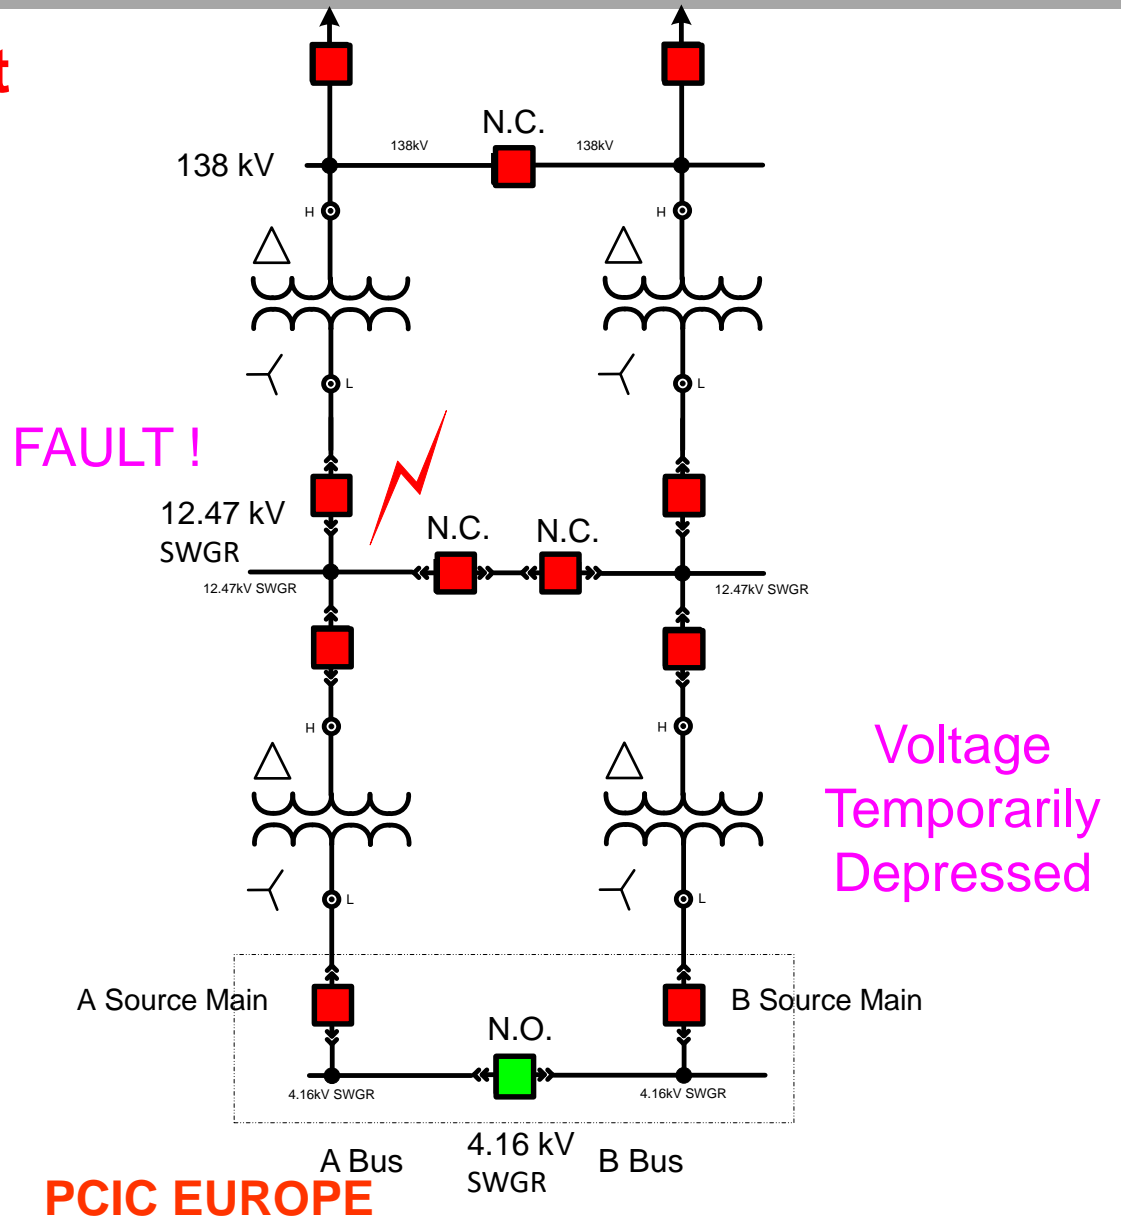 t
N.C.
138 kV
138kV
138kV
H
H
L
L
FAULT !
12.47 kV
SWGR
N.C.
N.C.
12.47kV SWGR
12.47kV SWGR
H
H
Voltage
Temporarily
Depressed
L
L
A Source Main
B Source Main
N.O.
4.16kV SWGR
4.16kV SWGR
4.16 kV
SWGR
A Bus
B Bus
PCIC EUROPE